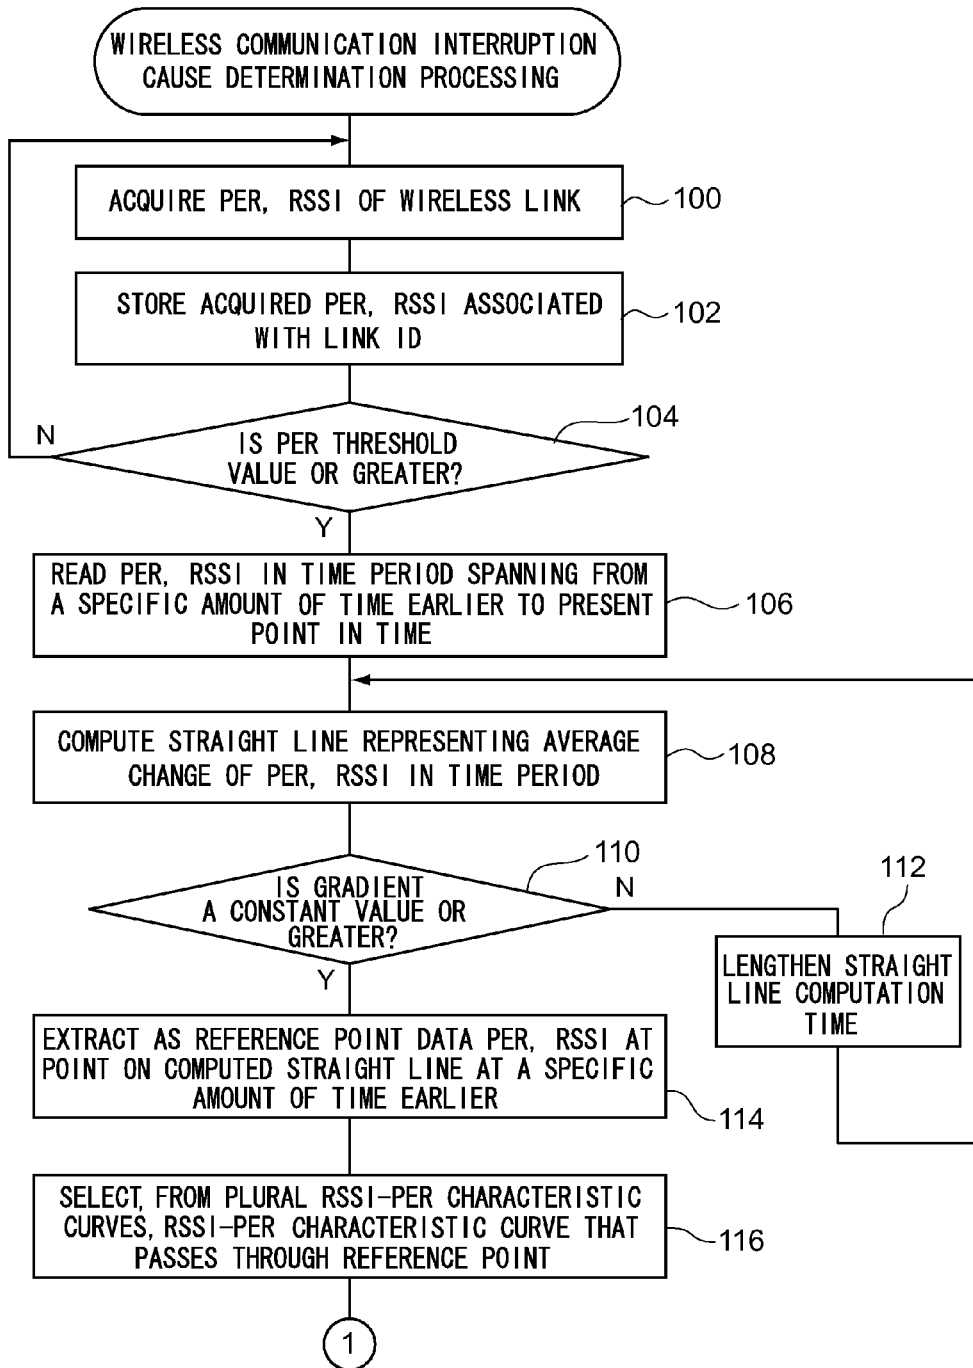 WIRELESS COMMUNICATION INTERRUPTION
CAUSE DETERMINATION PROCESSING
ACQUIRE PER, RSSI OF WIRELESS LINK
100
STORE ACQUIRED PER, RSSI ASSOCIATED
WITH LINK ID
102
104
N
IS PER THRESHOLD
VALUE OR GREATER?
Y
READ PER, RSSI IN TIME PERIOD SPANNING FROM
A SPECIFIC AMOUNT OF TIME EARLIER TO PRESENT
POINT IN TIME
106
COMPUTE STRAIGHT LINE REPRESENTING AVERAGE
CHANGE OF PER, RSSI IN TIME PERIOD
108
110
IS GRADIENT
A CONSTANT VALUE OR
GREATER?
N
Y
112
LENGTHEN STRAIGHT
LINE COMPUTATION
TIME
EXTRACT AS REFERENCE POINT DATA PER, RSSI AT
POINT ON COMPUTED STRAIGHT LINE AT A SPECIFIC
AMOUNT OF TIME EARLIER
114
SELECT, FROM PLURAL RSSI-PER CHARACTERISTIC
CURVES, RSSI-PER CHARACTERISTIC CURVE THAT
PASSES THROUGH REFERENCE POINT
116
1